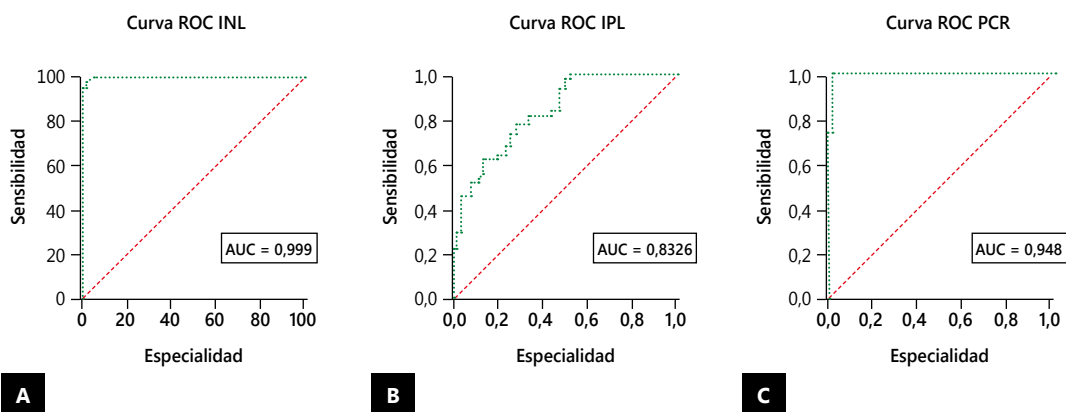 Curva ROC INL
100
80
60
40
20
0
Sensibilidad
AUC = 0,999
0 20 40 60 80 100
Especialidad
A
Curva ROC IPL
1,0
0,8
0,6
0,4
0,2
0,0
Sensibilidad
AUC = 0,8326
0,0 0,2 0,4 0,6 0,8 1,0
Especialidad
B
Curva ROC PCR
1,0
0,8
0,6
0,4
0,2
0,0
Sensibilidad
AUC = 0,948
0,0 0,2 0,4 0,6 0,8 1,0
Especialidad
C